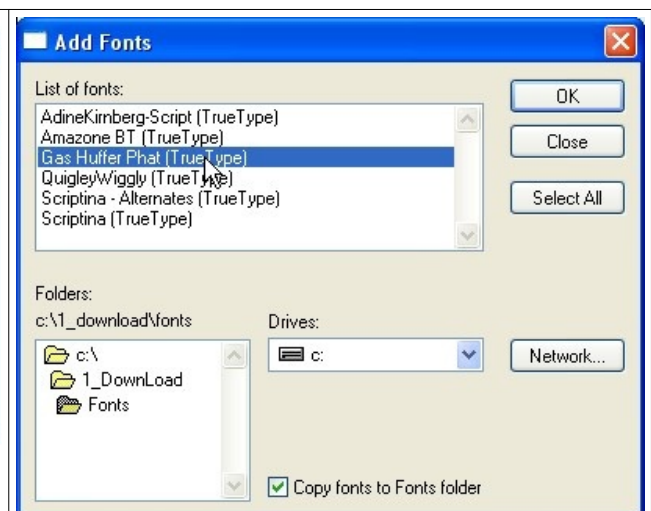 Add Fonts
List of fonts:
AdineKirnberg-Script (TrueType)
Amazone BT (TrueType)
Gas Huffer Phat (TrueType)
QuigleyWiggly (TrueType)
Scriptina - Alternates (TrueType)
Scriptina (TrueType)
OK
Close
Select All
Folders:
c:\1_download\fonts
c:\
1_DownLoad
Fonts
Drives:
c:
Network...
Copy fonts to Fonts folder